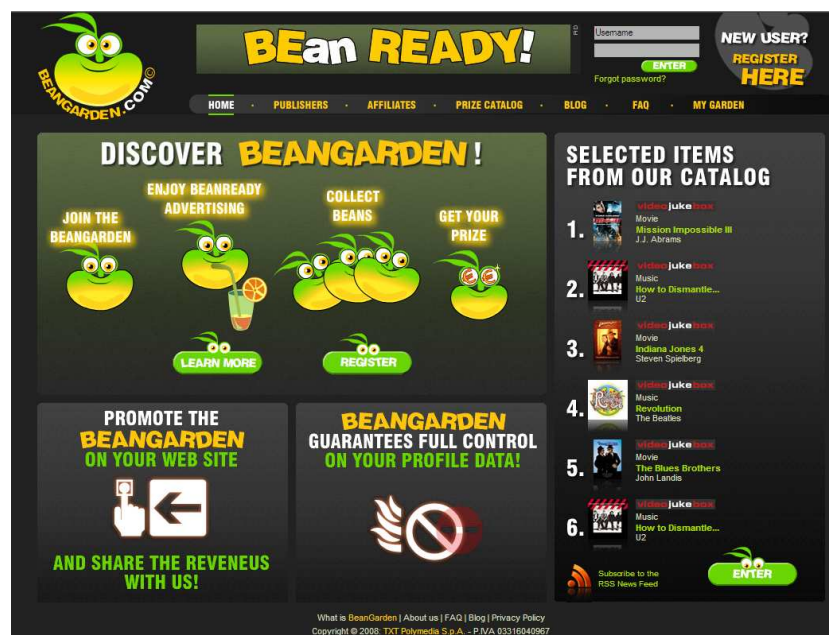 BEANGARDEN.COM©
BEan READY!
AD
Username
ENTER
Forgot password?
NEW USER?
REGISTER
HERE
HOME · PUBLISHERS · AFFILIATES · PRIZE CATALOG · BLOG · FAQ · MY GARDEN
DISCOVER BEANGARDEN !
JOIN THE
BEANGARDEN
ENJOY BEANREADY
ADVERTISING
COLLECT
BEANS
GET YOUR
PRIZE
LEARN MORE
REGISTER
PROMOTE THE
BEANGARDEN
ON YOUR WEB SITE
AND SHARE THE REVENEUS
WITH US!
BEANGARDEN
GUARANTEES FULL CONTROL
ON YOUR PROFILE DATA!
SELECTED ITEMS
FROM OUR CATALOG
1.
videojukebox
Movie
Mission Impossible III
J.J. Abrams
2.
videojukebox
Music
How to Dismantle...
U2
3.
videojukebox
Movie
Indiana Jones 4
Steven Spielberg
4.
videojukebox
Music
Revolution
The Beatles
5.
videojukebox
Movie
The Blues Brothers
John Landis
6.
videojukebox
Music
How to Dismantle...
U2
Subscribe to the
RSS News Feed
ENTER
What is BeanGarden | About us | FAQ | Blog | Privacy Policy
Copyright © 2008: TXT Polymedia S.p.A. - P.IVA 03316040967